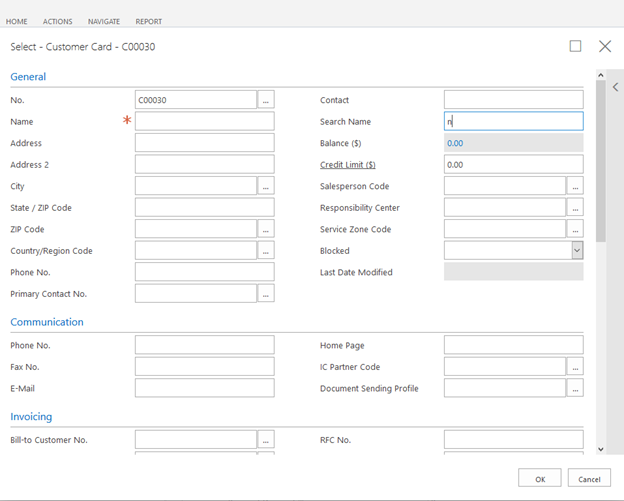 HOME ACTIONS NAVIGATE REPORT
Select - Customer Card - C00030
General
No. C00030 ...
Name *
Address
Address 2
City ...
State / ZIP Code
ZIP Code ...
Country/Region Code ...
Phone No.
Primary Contact No. ...
Contact
Search Name n
Balance ($) 0.00
Credit Limit ($) 0.00
Salesperson Code ...
Responsibility Center ...
Service Zone Code ...
Blocked
Last Date Modified
Communication
Phone No.
Fax No.
E-Mail
Home Page
IC Partner Code ...
Document Sending Profile ...
Invoicing
Bill-to Customer No. ...
RFC No.
OK Cancel